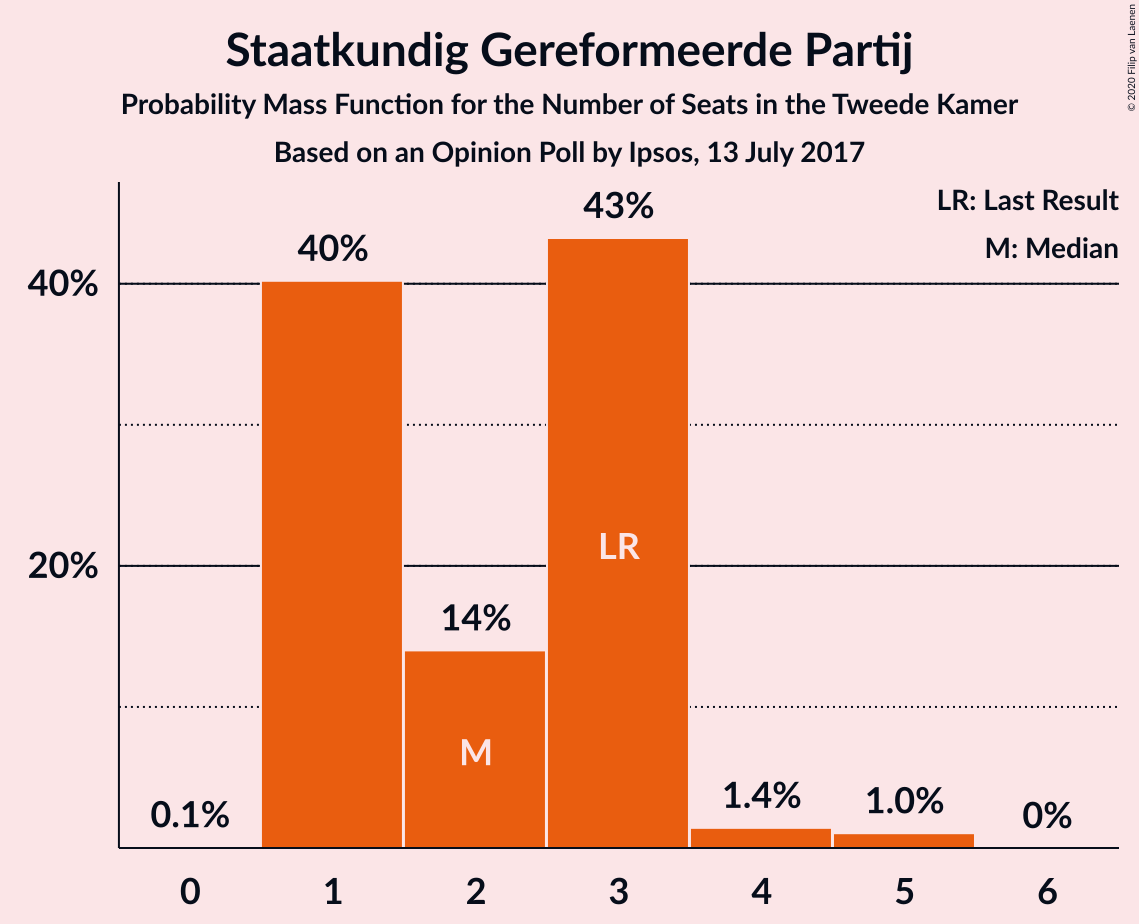 Staatkundig Gereformeerde Partij
Probability Mass Function for the Number of Seats in the Tweede Kamer
Based on an Opinion Poll by Ipsos, 13 July 2017
© 2020 Filip van Laenen
LR: Last Result
M: Median
43%
40%
40%
LR
20%
14%
M
0.1%
1.4%
1.0%
0%
0 1 2 3 4 5 6